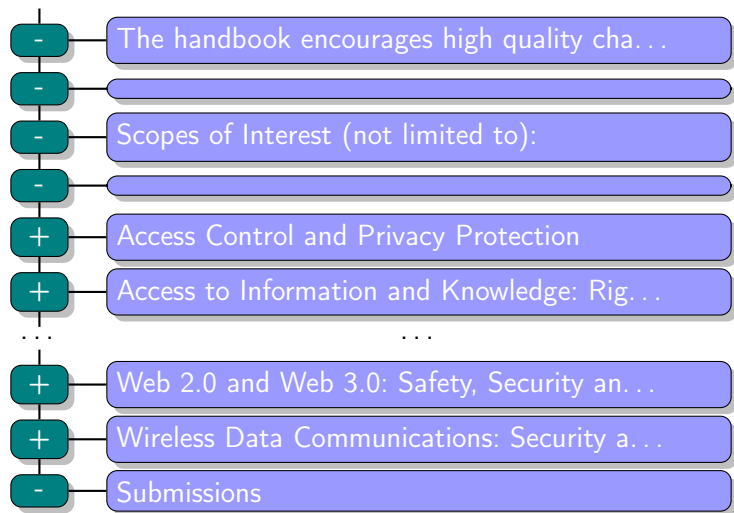 - The handbook encourages high quality cha...
-
- Scopes of Interest (not limited to):
-
+ Access Control and Privacy Protection
+ Access to Information and Knowledge: Rig...
... ...
+ Web 2.0 and Web 3.0: Safety, Security an...
+ Wireless Data Communications: Security a...
- Submissions